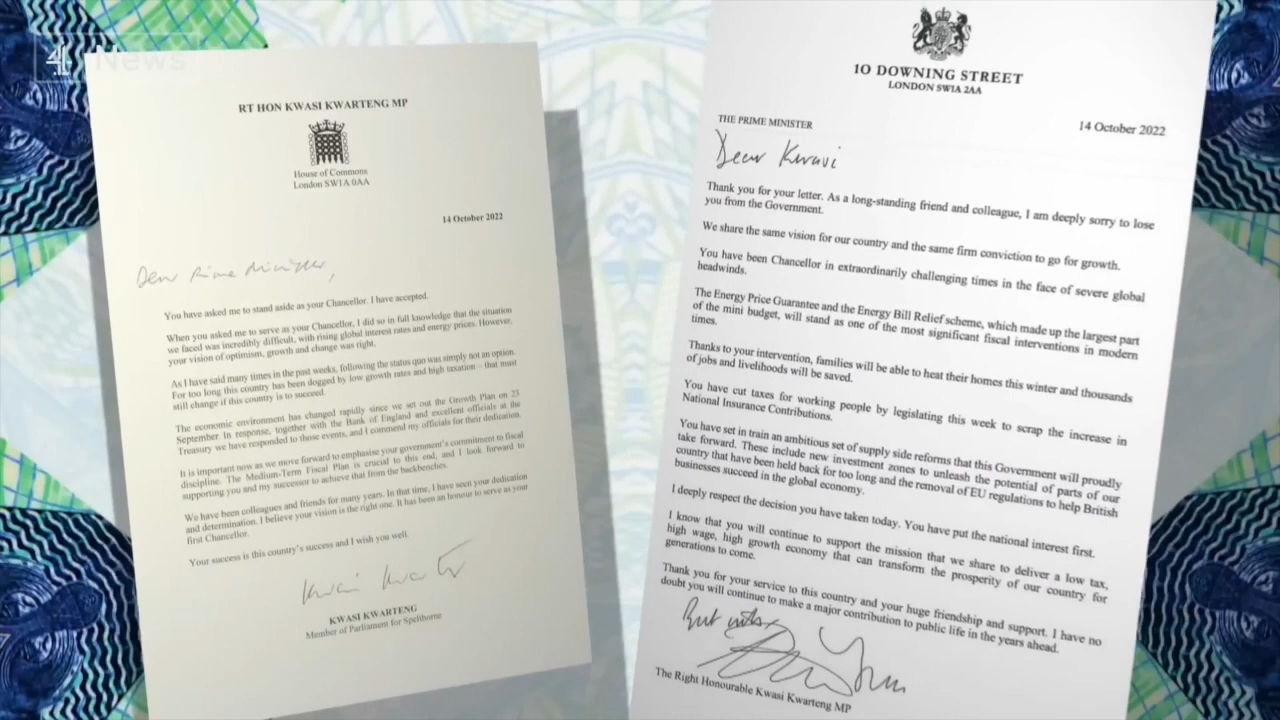 4 News
RT HON KWASI KWARTENG MP
House of Commons
London SW1A 0AA
14 October 2022
Dear Prime Minister,
You have asked me to stand aside as your Chancellor. I have accepted.
When you asked me to serve as your Chancellor, I did so in full knowledge that the situation
we faced was incredibly difficult, with rising global interest rates and energy prices. However,
your vision of optimism, growth and change was right.
As I have said many times in the past weeks, following the status quo was simply not an option.
For too long this country has been dogged by low growth rates and high taxation – that must
still change if this country is to succeed.
The economic environment has changed rapidly since we set out the Growth Plan on 23
September. In response, together with the Bank of England and excellent officials at the
Treasury we have responded to those events, and I commend my officials for their dedication.
It is important now as we move forward to emphasise your government's commitment to fiscal
discipline. The Medium-Term Fiscal Plan is crucial to this end, and I look forward to
supporting you and my successor to achieve that from the backbenches.
We have been colleagues and friends for many years. In that time, I have seen your dedication
and determination. I believe your vision is the right one. It has been an honour to serve as your
first Chancellor.
Your success is this country's success and I wish you well.
Kwasi Kwarteng
KWASI KWARTENG
Member of Parliament for Spelthorne
10 DOWNING STREET
LONDON SW1A 2AA
THE PRIME MINISTER
14 October 2022
Dear Kwasi
Thank you for your letter. As a long-standing friend and colleague, I am deeply sorry to lose
you from the Government.
We share the same vision for our country and the same firm conviction to go for growth.
You have been Chancellor in extraordinarily challenging times in the face of severe global
headwinds.
The Energy Price Guarantee and the Energy Bill Relief scheme, which made up the largest part
of the mini budget, will stand as one of the most significant fiscal interventions in modern
times.
Thanks to your intervention, families will be able to heat their homes this winter and thousands
of jobs and livelihoods will be saved.
You have cut taxes for working people by legislating this week to scrap the increase in
National Insurance Contributions.
You have set in train an ambitious set of supply side reforms that this Government will proudly
take forward. These include new investment zones to unleash the potential of parts of our
country that have been held back for too long and the removal of EU regulations to help British
businesses succeed in the global economy.
I deeply respect the decision you have taken today. You have put the national interest first.
I know that you will continue to support the mission that we share to deliver a low tax,
high wage, high growth economy that can transform the prosperity of our country for
generations to come.
Thank you for your service to this country and your huge friendship and support. I have no
doubt you will continue to make a major contribution to public life in the years ahead.
Best wishes
The Right Honourable Kwasi Kwarteng MP